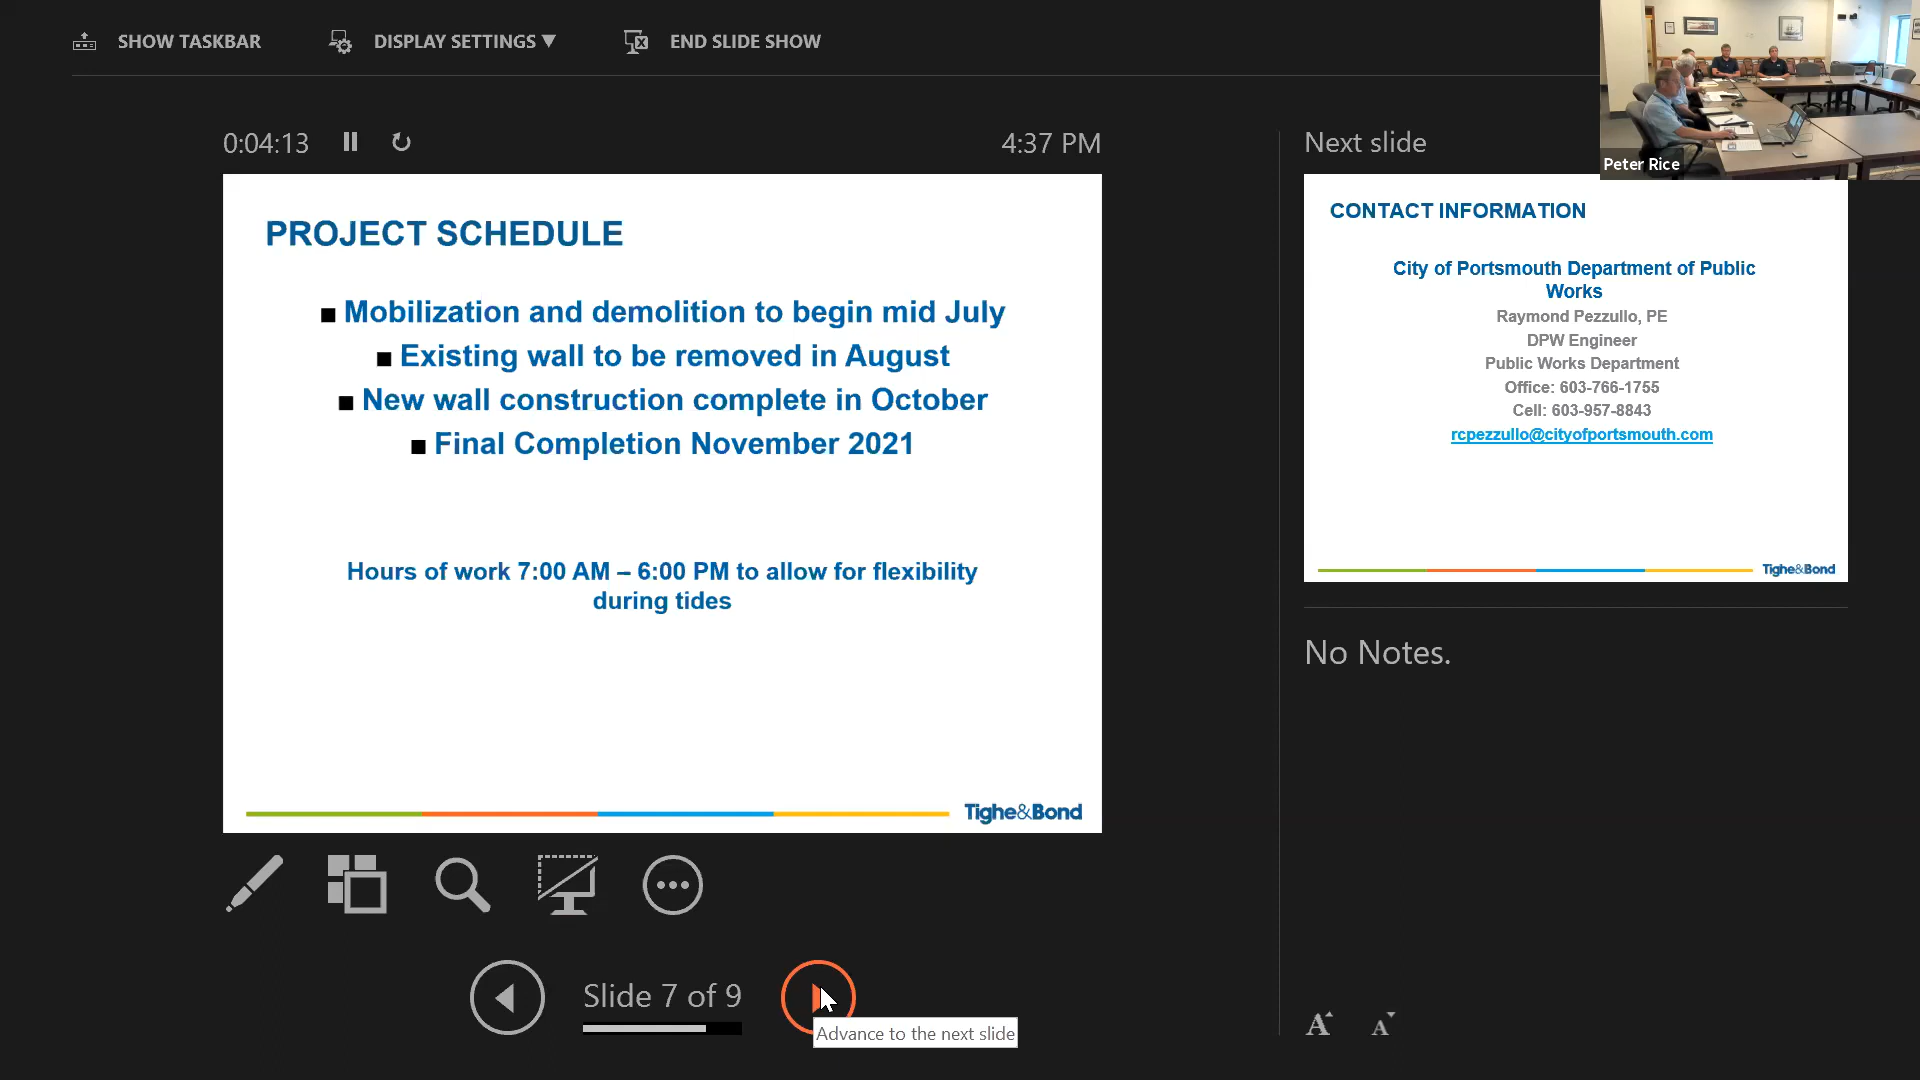 SHOW TASKBAR
DISPLAY SETTINGS ▼
END SLIDE SHOW
Peter Rice
0:04:13
4:37 PM
PROJECT SCHEDULE
■ Mobilization and demolition to begin mid July
■ Existing wall to be removed in August
■ New wall construction complete in October
■ Final Completion November 2021
Hours of work 7:00 AM – 6:00 PM to allow for flexibility
during tides
Tighe&Bond
Slide 7 of 9
Advance to the next slide
Next slide
CONTACT INFORMATION
City of Portsmouth Department of Public
Works
Raymond Pezzullo, PE
DPW Engineer
Public Works Department
Office: 603-766-1755
Cell: 603-957-8843
rcpezzullo@cityofportsmouth.com
Tighe&Bond
No Notes.
A A